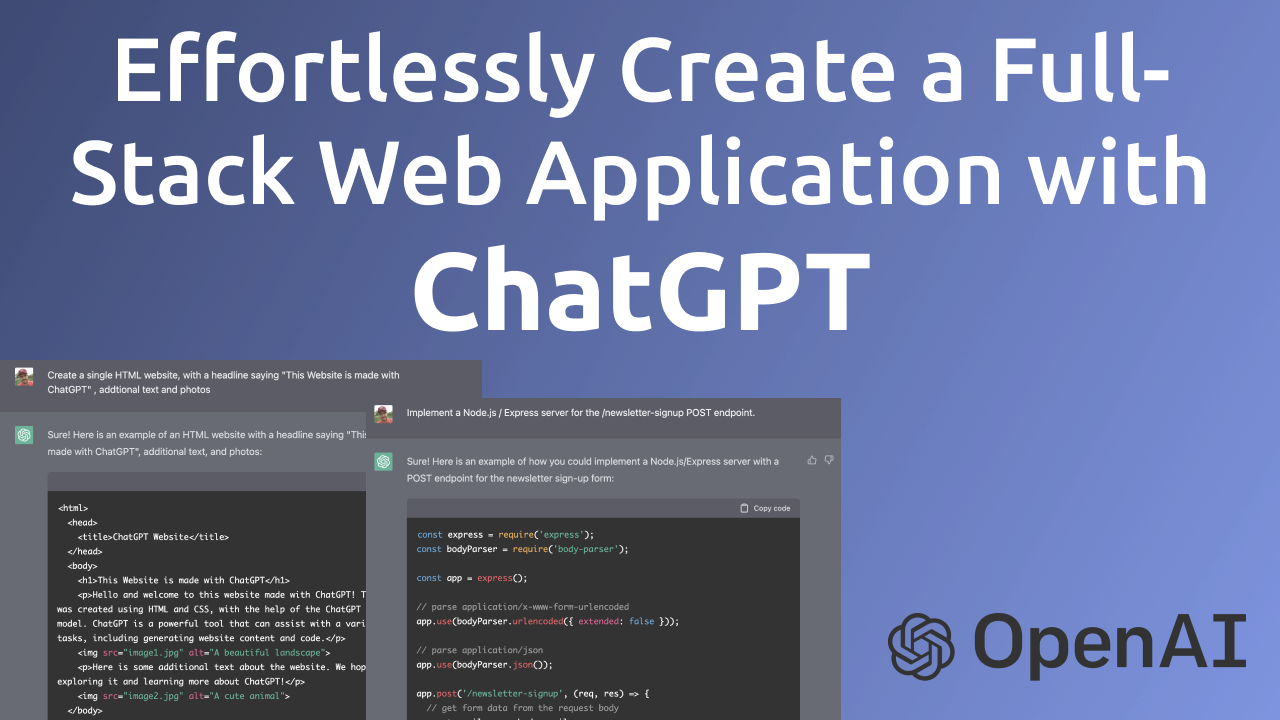 Effortlessly Create a Full-
Stack Web Application with
ChatGPT
Create a single HTML website, with a headline saying "This Website is made with
ChatGPT" , addtional text and photos
Sure! Here is an example of an HTML website with a headline saying "This
made with ChatGPT", additional text, and photos:
<html>
<head>
<title>ChatGPT Website</title>
</head>
<body>
<h1>This Website is made with ChatGPT</h1>
<p>Hello and welcome to this website made with ChatGPT! T
was created using HTML and CSS, with the help of the ChatGPT
model. ChatGPT is a powerful tool that can assist with a vari
tasks, including generating website content and code.</p>
<img src="image1.jpg" alt="A beautiful landscape">
<p>Here is some additional text about the website. We hop
exploring it and learning more about ChatGPT!</p>
<img src="image2.jpg" alt="A cute animal">
</body>
Implement a Node.js / Express server for the /newsletter-signup POST endpoint.
Sure! Here is an example of how you could implement a Node.js/Express server with a
POST endpoint for the newsletter sign-up form:
Copy code
const express = require('express');
const bodyParser = require('body-parser');
const app = express();
// parse application/x-www-form-urlencoded
app.use(bodyParser.urlencoded({ extended: false }));
// parse application/json
app.use(bodyParser.json());
app.post('/newsletter-signup', (req, res) => {
// get form data from the request body
OpenAI